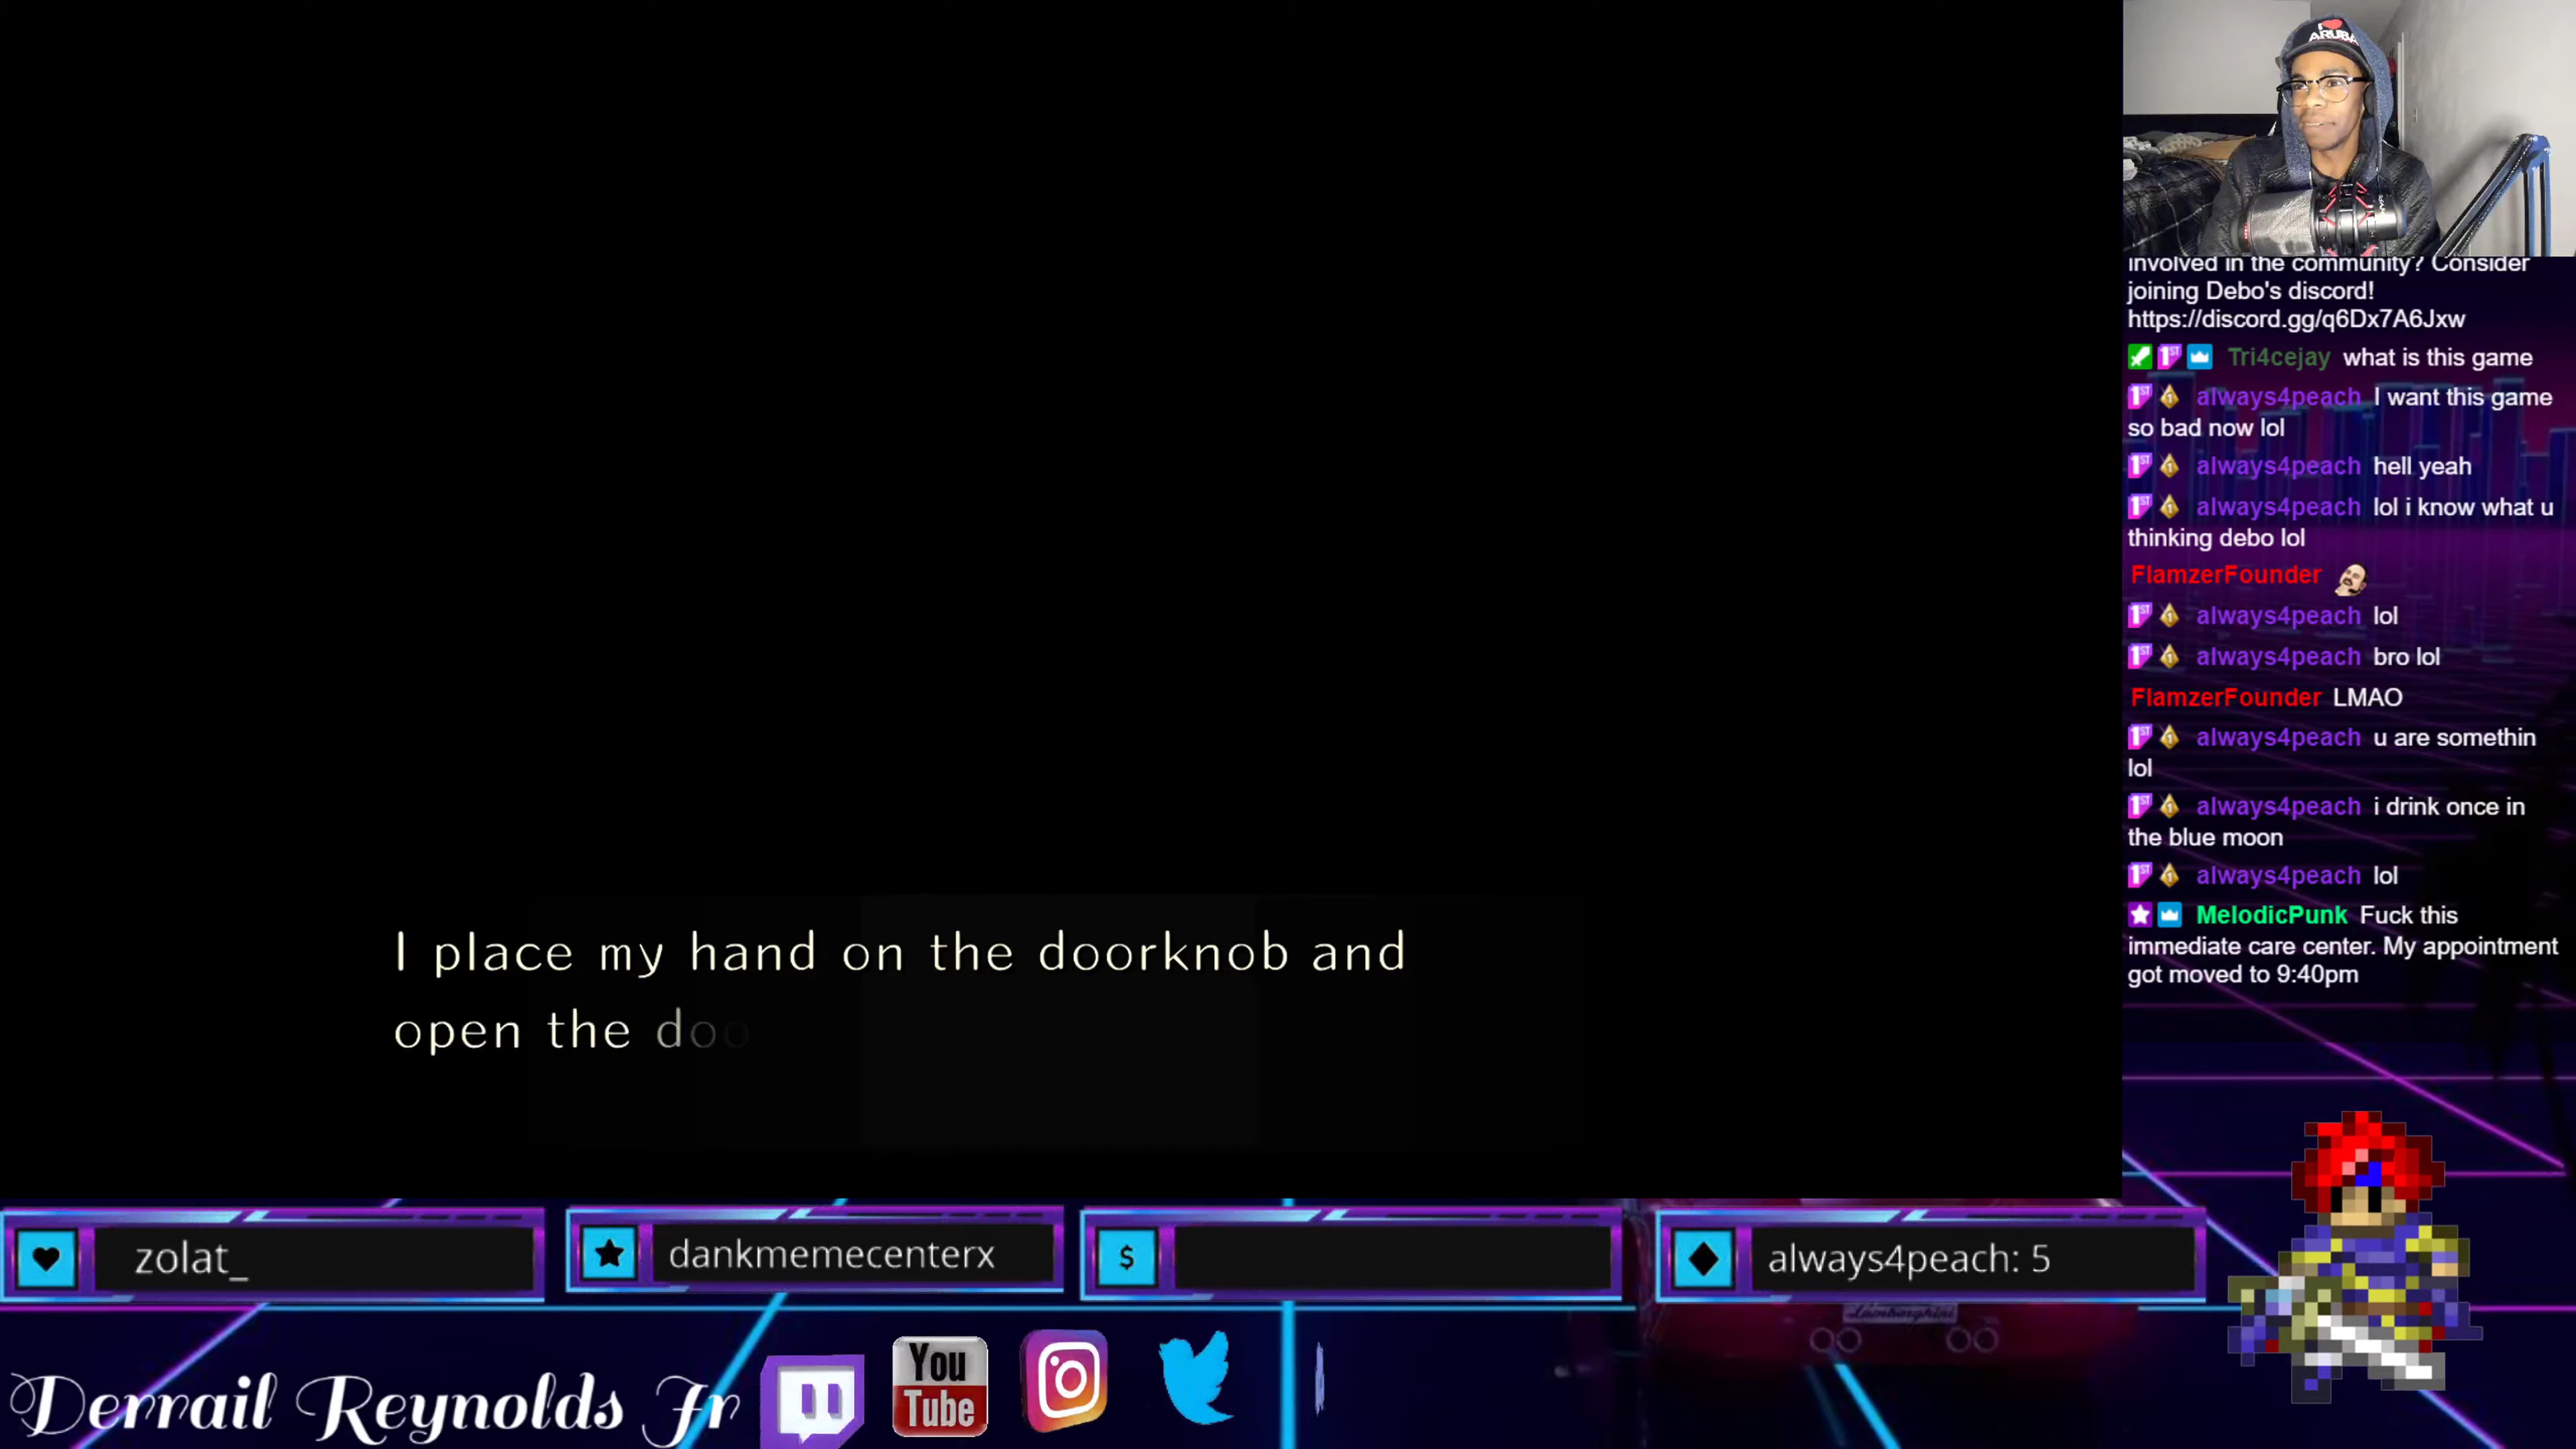 I ❤ ARUBA
involved in the community? Consider
joining Debo's discord!
https://discord.gg/q6Dx7A6Jxw
Tri4cejay what is this game
always4peach I want this game
so bad now lol
always4peach hell yeah
always4peach lol i know what u
thinking debo lol
FlamzerFounder
always4peach lol
always4peach bro lol
FlamzerFounder LMAO
always4peach u are somethin
lol
always4peach i drink once in
the blue moon
always4peach lol
MelodicPunk Fuck this
immediate care center. My appointment
got moved to 9:40pm
I place my hand on the doorknob and
open the doo
zolat_
dankmemecenterx
$
always4peach: 5
Lamborghini
Derrail Reynolds Jr
You
Tube